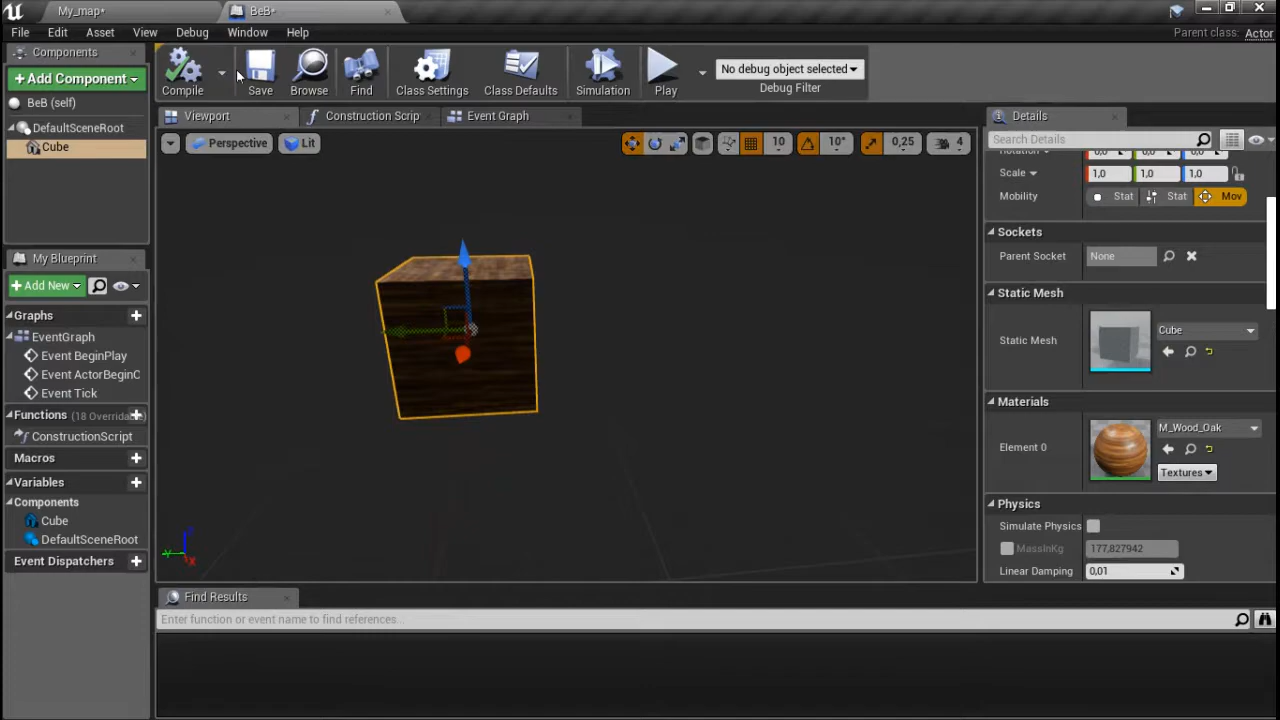 My_map*
BeB*
File Edit Asset View Debug Window Help
Parent class: Actor
Components
+ Add Component
BeB (self)
DefaultSceneRoot
Cube
Compile
Save
Browse
Find
Class Settings
Class Defaults
Simulation
Play
No debug object selected
Debug Filter
Viewport
Construction Scrip
Event Graph
Perspective
Lit
10
10°
0,25
4
My Blueprint
+ Add New
Graphs
EventGraph
Event BeginPlay
Event ActorBeginC
Event Tick
Functions (18 Overridab
ConstructionScript
Macros
Variables
Components
Cube
DefaultSceneRoot
Event Dispatchers
Details
Search Details
Scale 1,0 1,0 1,0
Mobility Stat Stat Mov
Sockets
Parent Socket None
Static Mesh
Static Mesh Cube
Materials
Element 0 M_Wood_Oak
Textures
Physics
Simulate Physics
MassInKg 177,827942
Linear Damping 0,01
Find Results
Enter function or event name to find references...